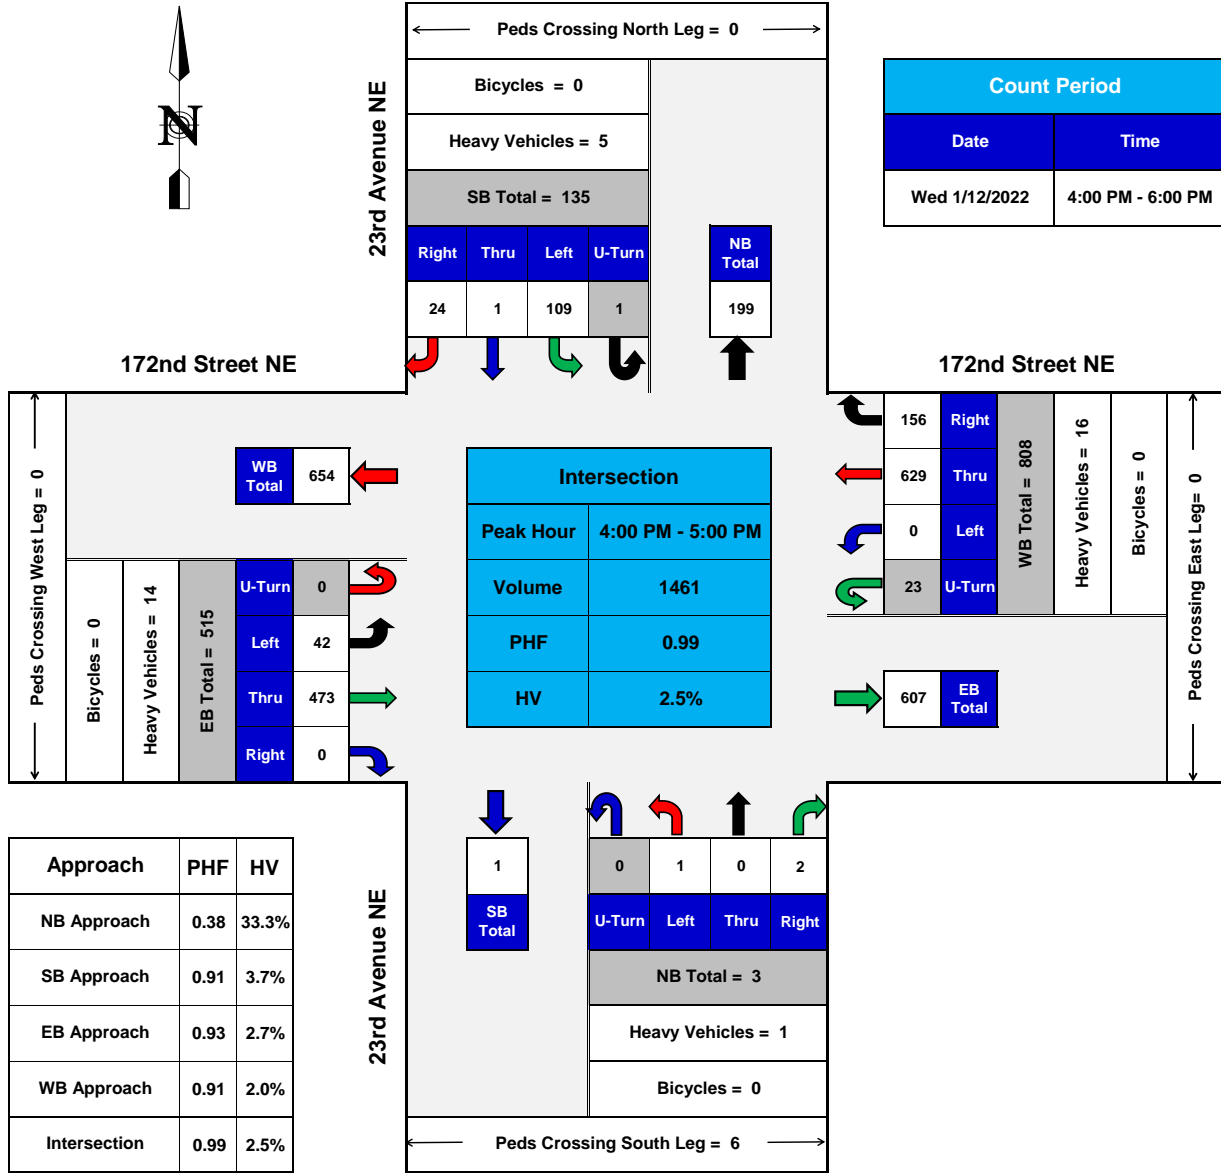 Peds Crossing North Leg = 0
N
23rd Avenue NE
Bicycles = 0
Heavy Vehicles = 5
SB Total = 135
Right Thru Left U-Turn
24 1 109 1
NB
Total
199
Count Period
Date Time
Wed 1/12/2022 4:00 PM - 6:00 PM
172nd Street NE
172nd Street NE
Peds Crossing West Leg = 0
WB
Total
654
Bicycles = 0
Heavy Vehicles = 14
EB Total = 515
U-Turn 0
Left 42
Thru 473
Right 0
Intersection
Peak Hour 4:00 PM - 5:00 PM
Volume 1461
PHF 0.99
HV 2.5%
156 Right
629 Thru
0 Left
23 U-Turn
WB Total = 808
Heavy Vehicles = 16
Bicycles = 0
Peds Crossing East Leg= 0
607
EB
Total
Approach PHF HV
NB Approach 0.38 33.3%
SB Approach 0.91 3.7%
EB Approach 0.93 2.7%
WB Approach 0.91 2.0%
Intersection 0.99 2.5%
23rd Avenue NE
1
SB
Total
0 1 0 2
U-Turn Left Thru Right
NB Total = 3
Heavy Vehicles = 1
Bicycles = 0
Peds Crossing South Leg = 6